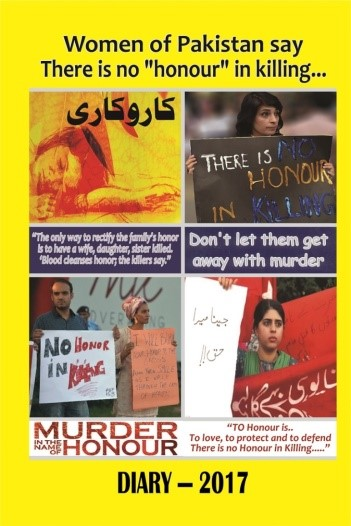 Women of Pakistan say
There is no "honour" in killing...
کاروکاری
THERE IS NO
HONOUR
IN KILLING
"The only way to rectify the family's honor
is to have a wife, daughter, sister killed.
'Blood cleanses honor; the killers say."
Don't let them get
away with murder
NO HONOR
IN KILLING
جینا میرا
حق!!
MURDER
IN THE NAME OF
HONOUR
"TO Honour is..
To love, to protect and to defend
There is no Honour in Killing....."
DIARY – 2017